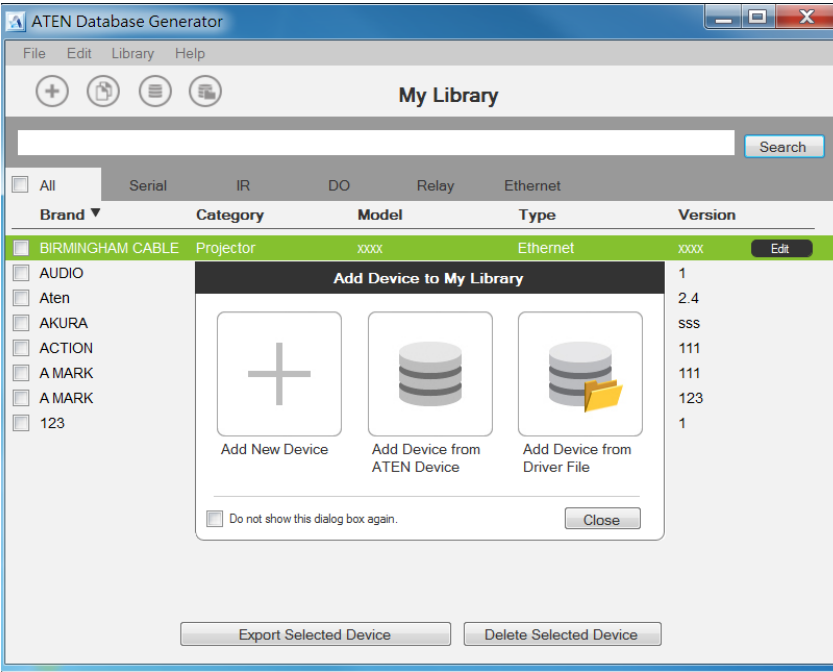 ATEN Database Generator
File Edit Library Help
My Library
Search
All Serial IR DO Relay Ethernet
Brand ▼ Category Model Type Version
BIRMINGHAM CABLE Projector xxxx Ethernet xxxx Edit
AUDIO 1
Aten 2.4
AKURA sss
ACTION 111
A MARK 111
A MARK 123
123 1
Add Device to My Library
Add New Device
Add Device from
ATEN Device
Add Device from
Driver File
Do not show this dialog box again.
Close
Export Selected Device Delete Selected Device